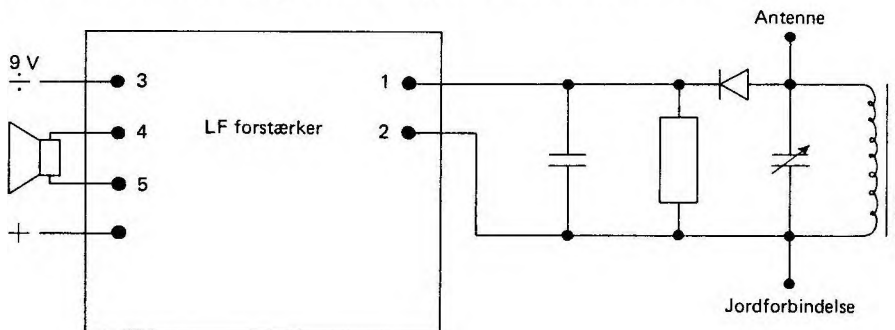 Antenne
9 V
÷
3
1
4
LF forstærker
2
5
+
Jordforbindelse